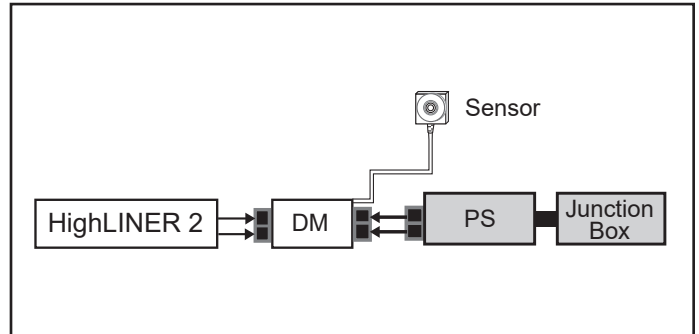 Sensor
HighLINER 2
DM
PS
Junction
Box